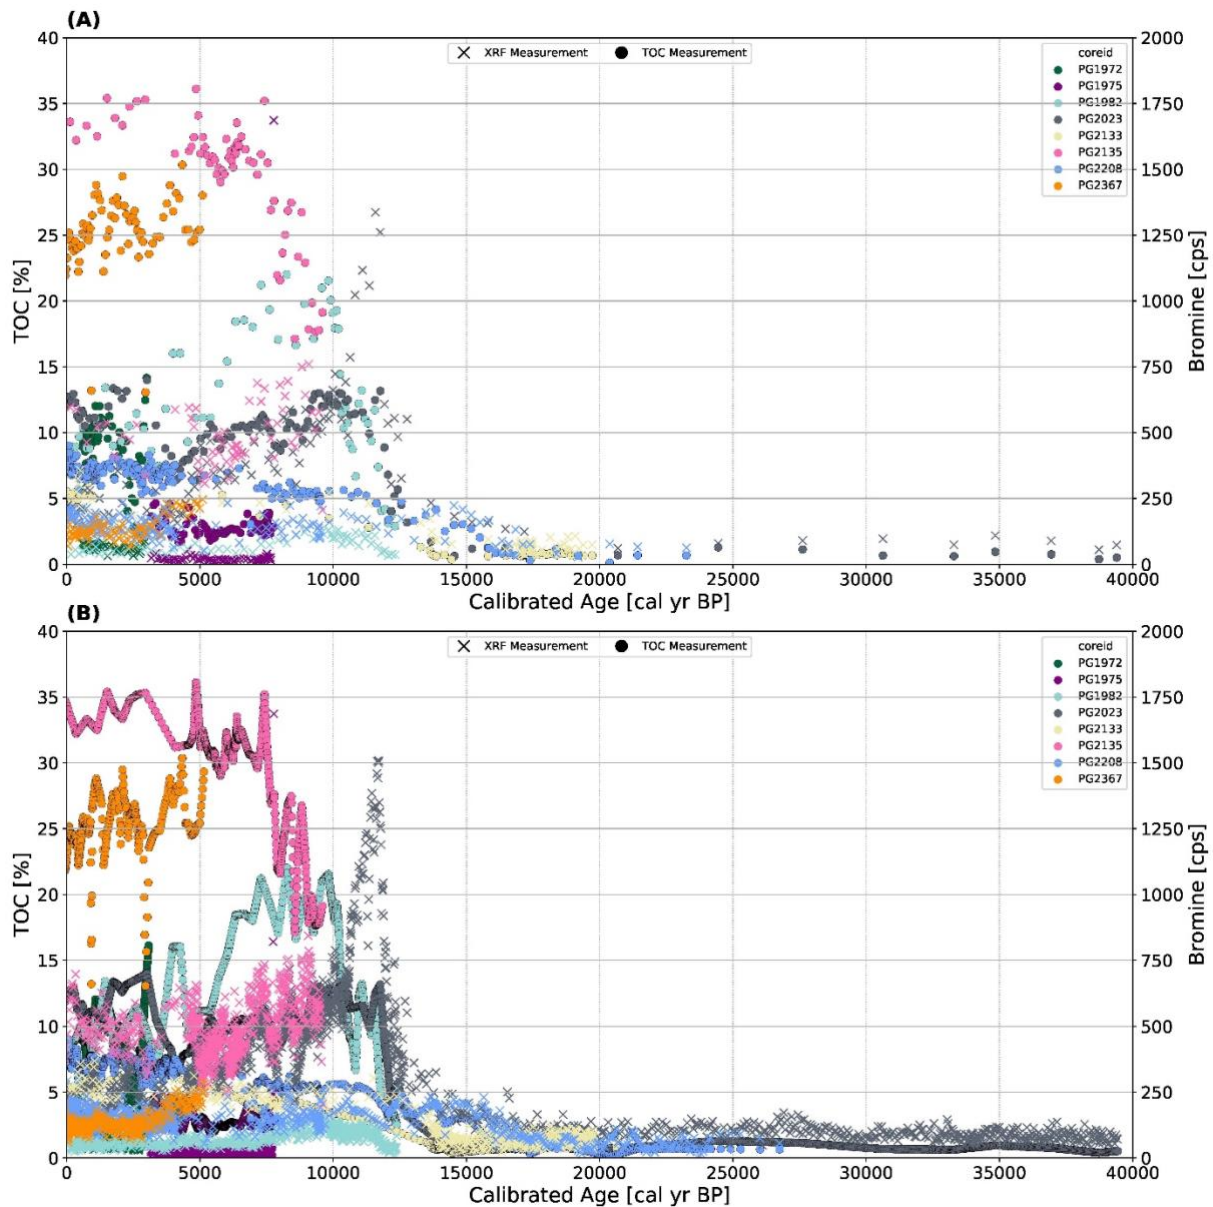 (A)
XRF Measurement
TOC Measurement
coreid
PG1972
PG1975
PG1982
PG2023
PG2133
PG2135
PG2208
PG2367
40
35
30
25
20
15
10
5
0
TOC [%]
2000
1750
1500
1250
1000
750
500
250
0
Bromine [cps]
0 5000 10000 15000 20000 25000 30000 35000 40000
Calibrated Age [cal yr BP]
(B)
XRF Measurement
TOC Measurement
coreid
PG1972
PG1975
PG1982
PG2023
PG2133
PG2135
PG2208
PG2367
40
35
30
25
20
15
10
5
0
TOC [%]
2000
1750
1500
1250
1000
750
500
250
0
Bromine [cps]
0 5000 10000 15000 20000 25000 30000 35000 40000
Calibrated Age [cal yr BP]